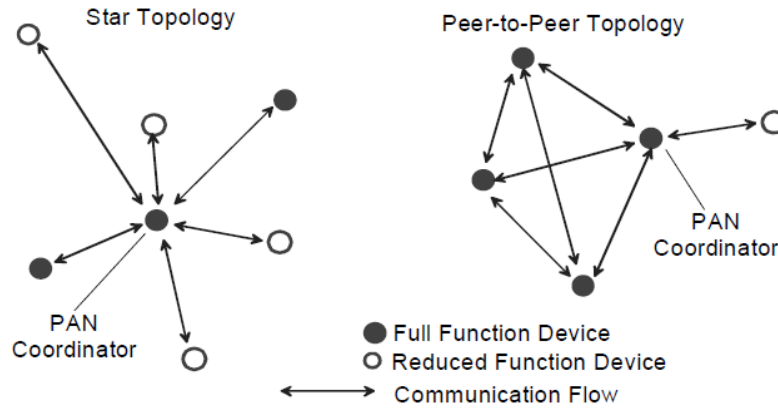 Star Topology
Peer-to-Peer Topology
PAN
Coordinator
PAN
Coordinator
Full Function Device
Reduced Function Device
Communication Flow